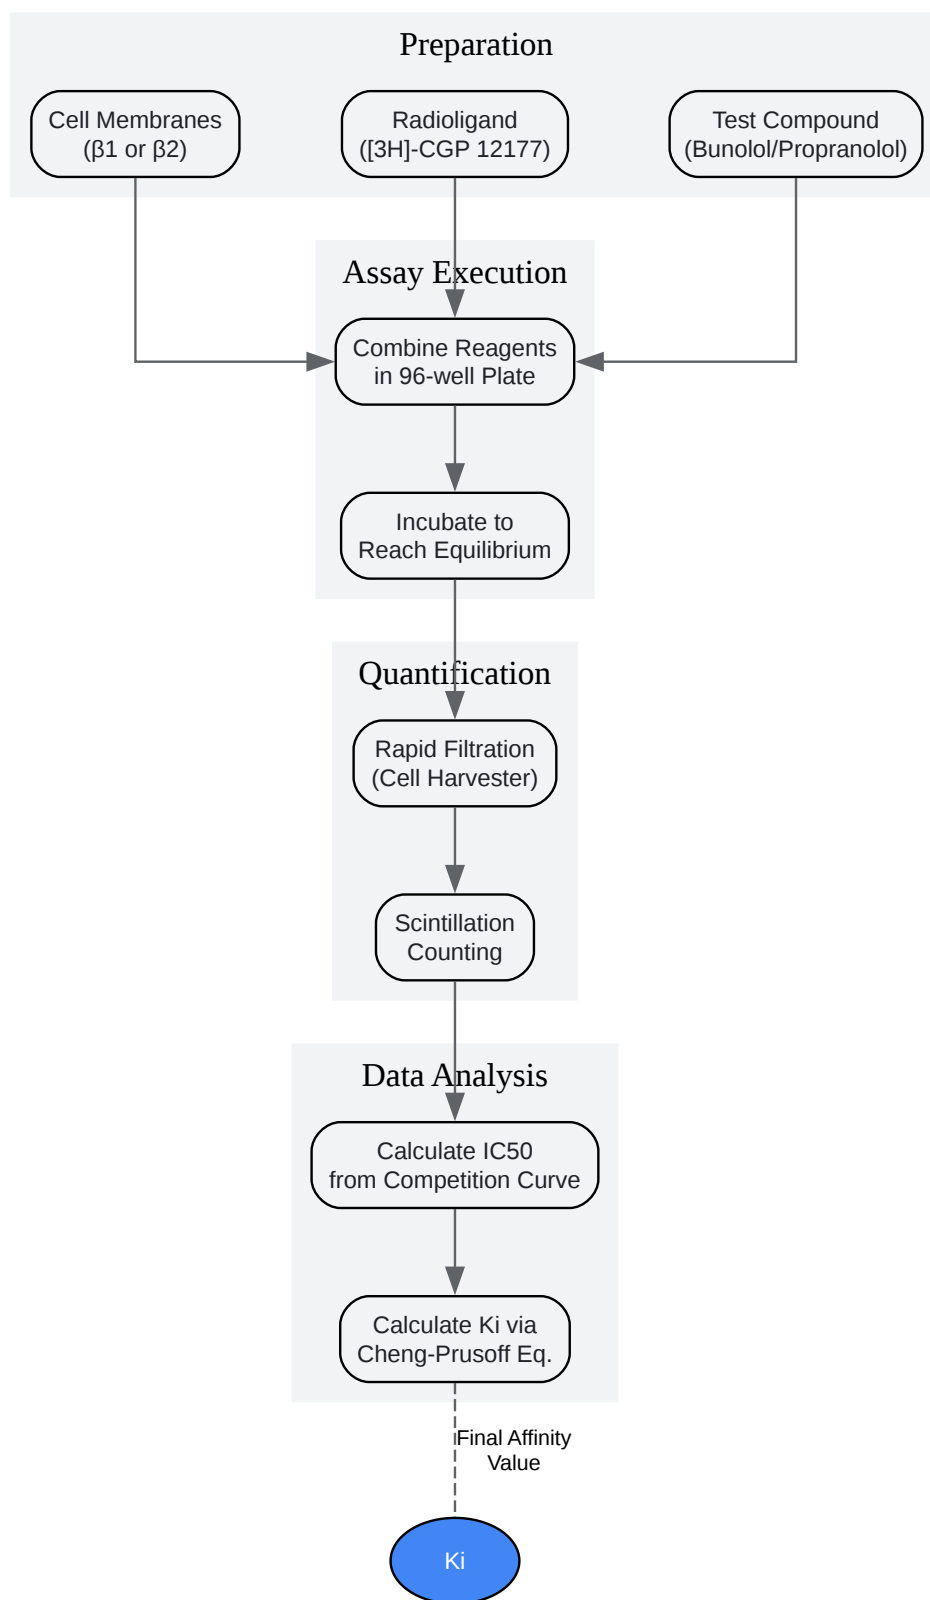 Preparation
Cell Membranes
(β1 or β2)
Radioligand
([3H]-CGP 12177)
Test Compound
(Bunolol/Propranolol)
Assay Execution
Combine Reagents
in 96-well Plate
Incubate to
Reach Equilibrium
Quantification
Rapid Filtration
(Cell Harvester)
Scintillation
Counting
Data Analysis
Calculate IC50
from Competition Curve
Calculate Ki via
Cheng-Prusoff Eq.
Final Affinity
Value
Ki